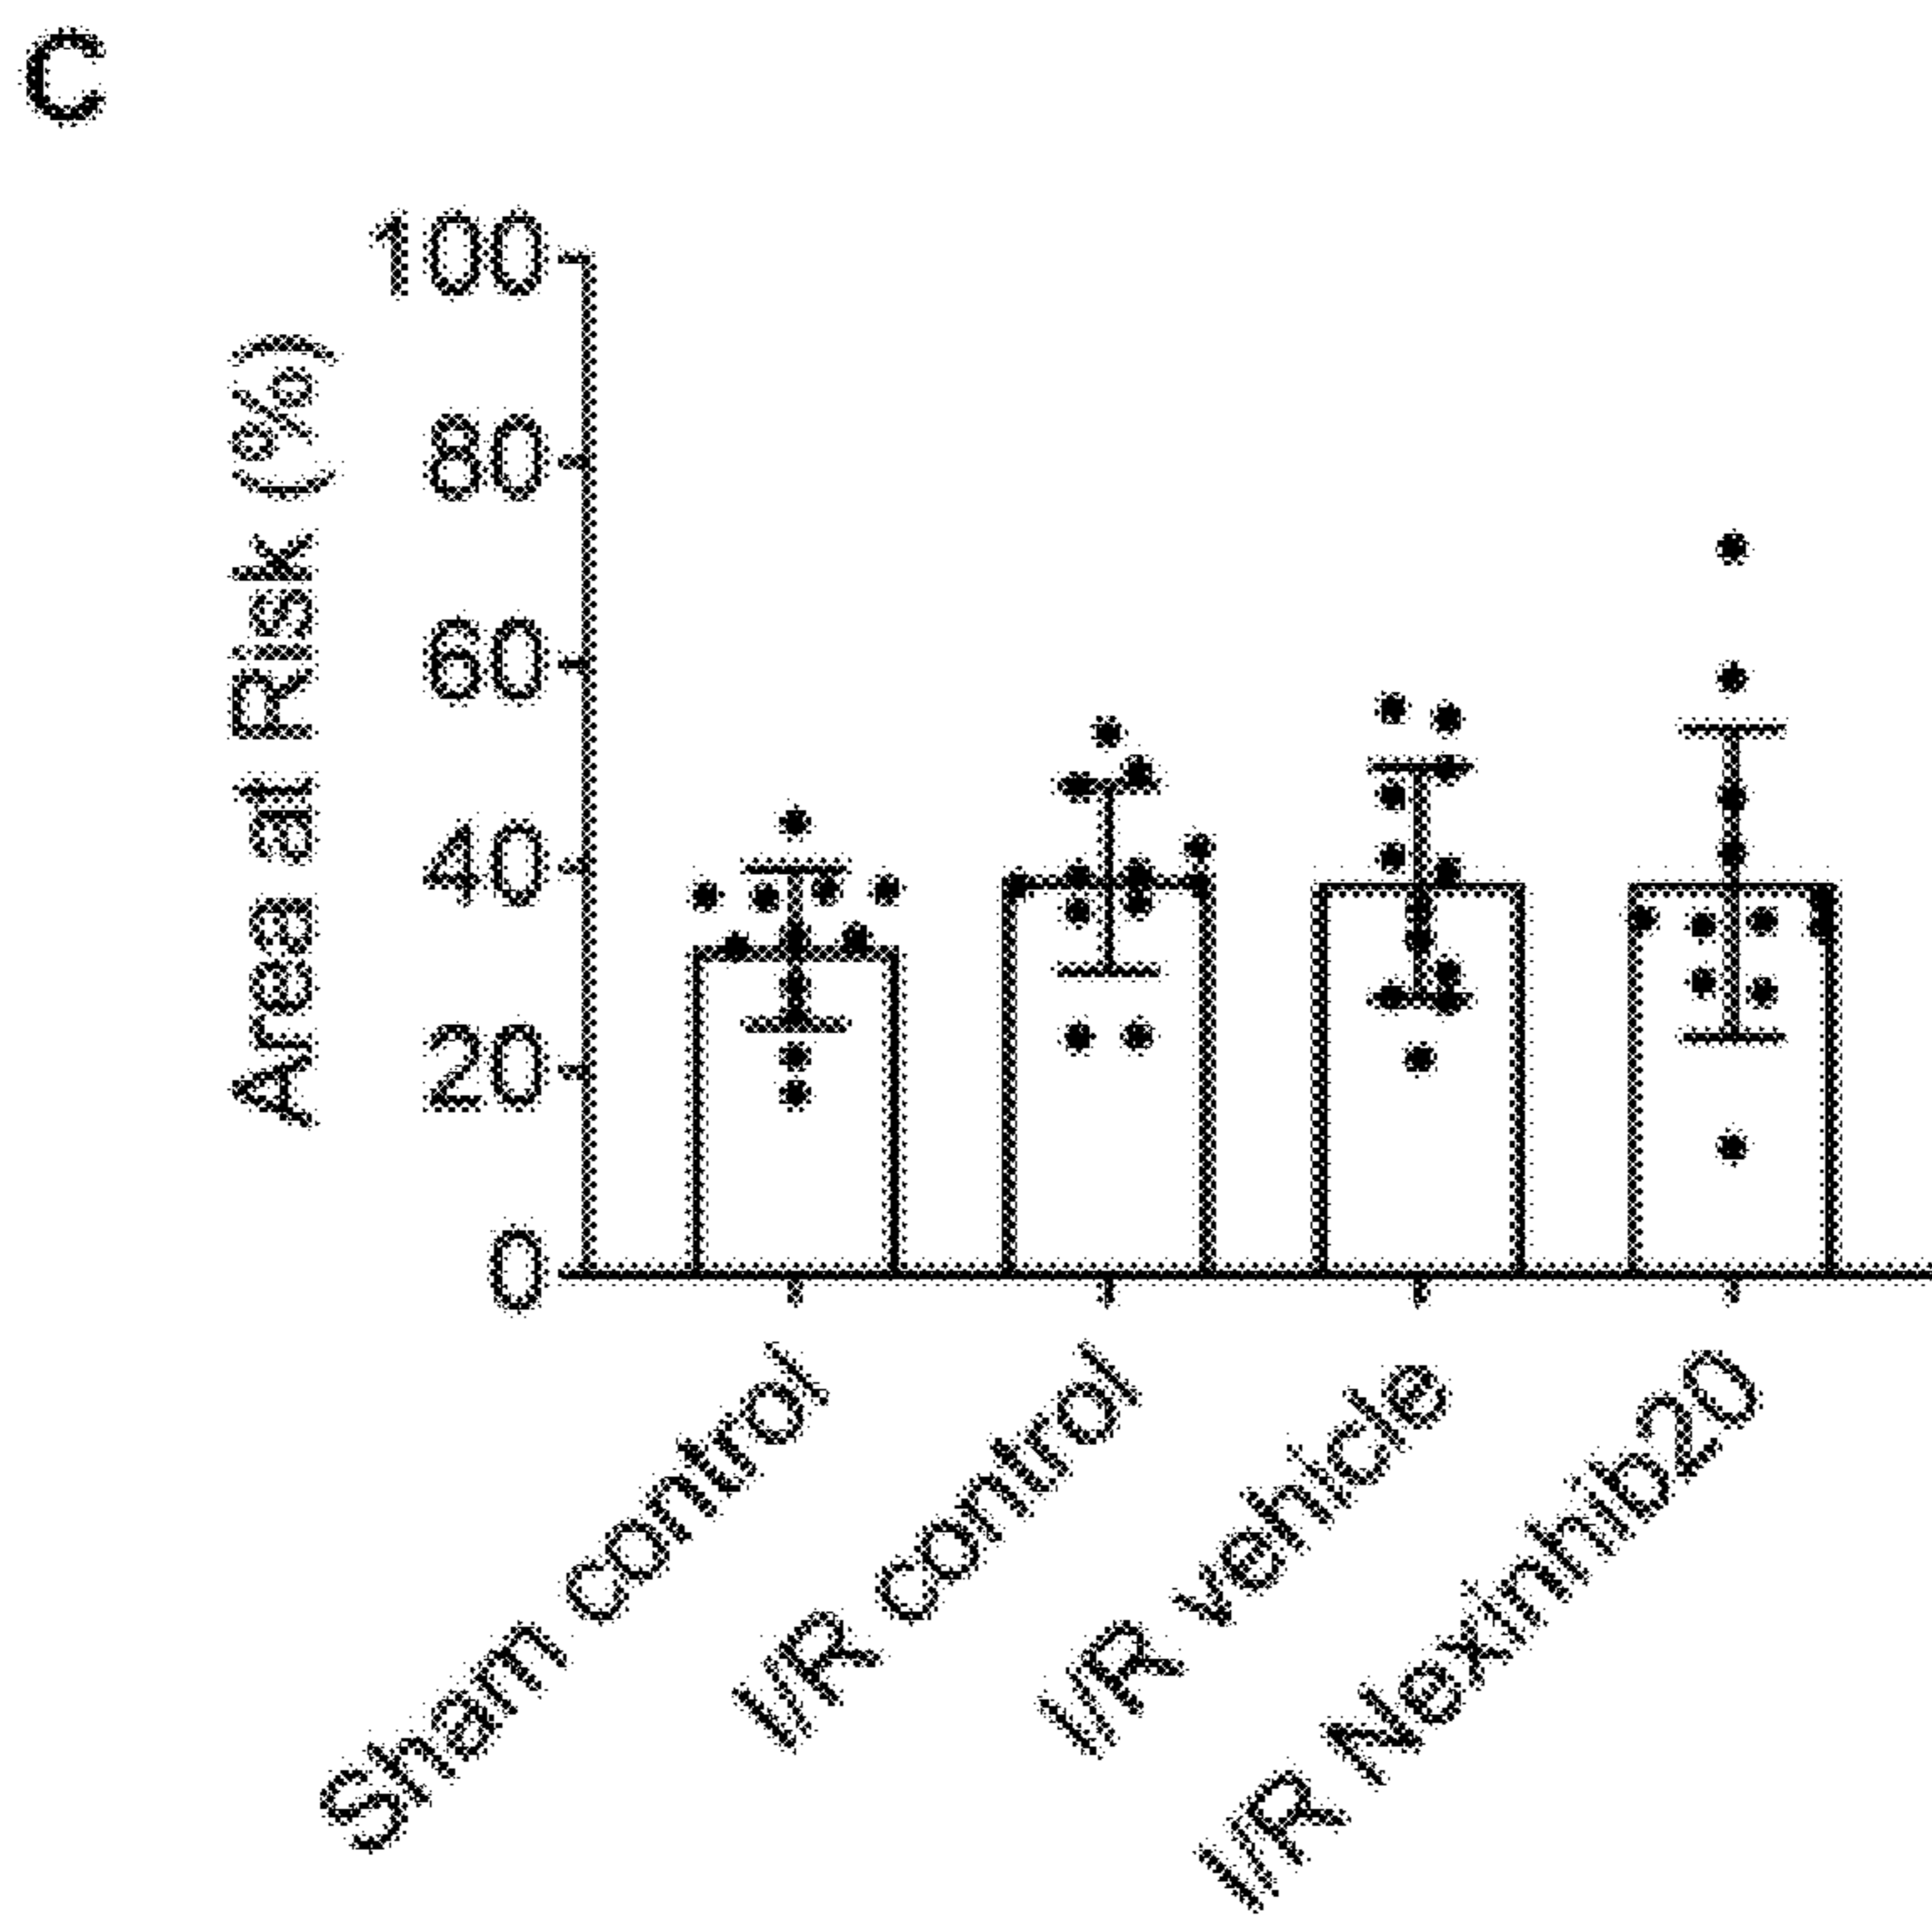 C
Area at Risk (%)
100
80
60
40
20
0
Sham control
I/R control
I/R vehicle
I/R Nexinhib20